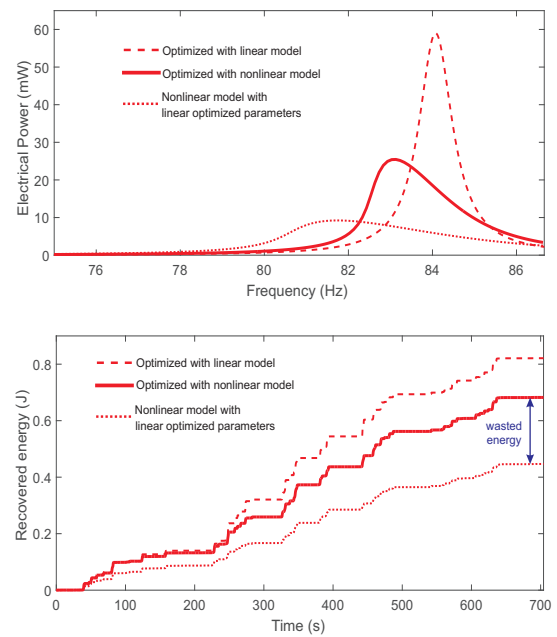 60
50
40
30
20
10
0
Electrical Power (mW)
Optimized with linear model
Optimized with nonlinear model
Nonlinear model with
linear optimized parameters
76
78
80
82
84
86
Frequency (Hz)
0.8
0.6
0.4
0.2
0
Recovered energy (J)
Optimized with linear model
Optimized with nonlinear model
Nonlinear model with
linear optimized parameters
wasted
energy
0
100
200
300
400
500
600
700
Time (s)